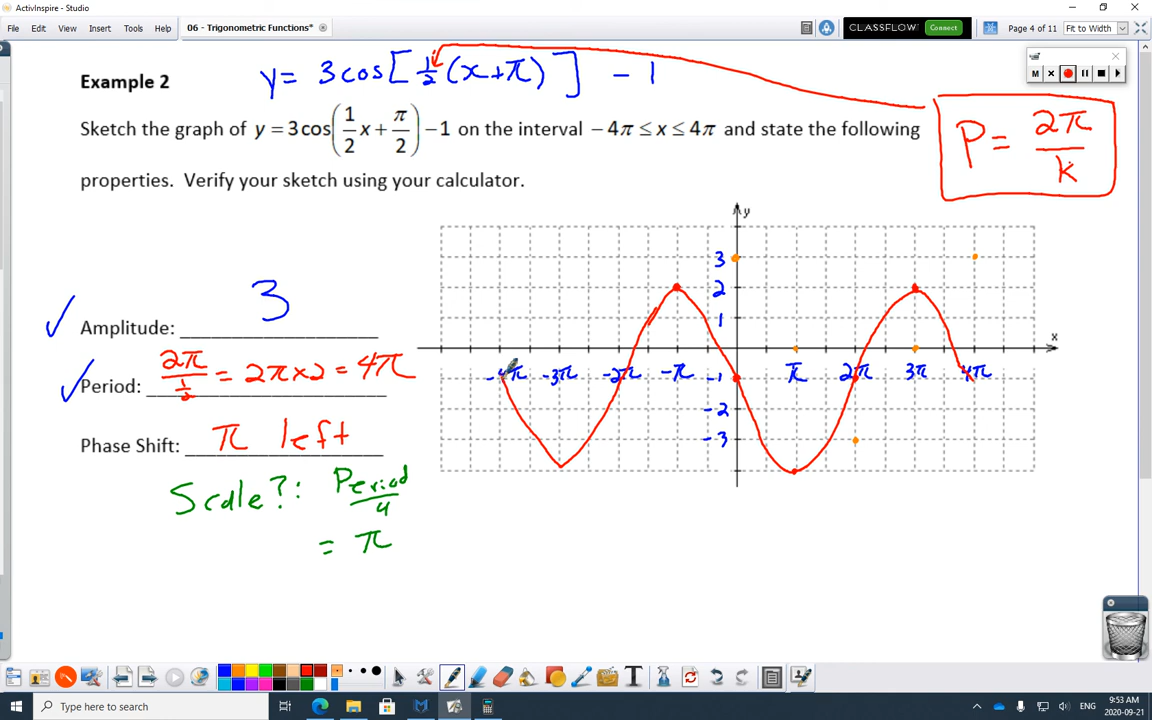 ActivInspire - Studio
File Edit View Insert Tools Help 06 - Trigonometric Functions* CLASSFLOW Connect Page 4 of 11 Fit to Width
M
Example 2
y = 3cos[ 1/2 (x+π) ] - 1
P = 2π/k
Sketch the graph of y = 3cos(1/2 x + π/2) - 1 on the interval -4π ≤ x ≤ 4π and state the following
properties. Verify your sketch using your calculator.
y
3
2
1
x
-4π -3π -2π -π -1 π 2π 3π 4π
-2
-3
Amplitude: 3
Period: 2π/(1/2) = 2π×2 = 4π
Phase Shift: π left
Scale?: Period/4
= π
Type here to search
ENG
9:53 AM
2020-09-21